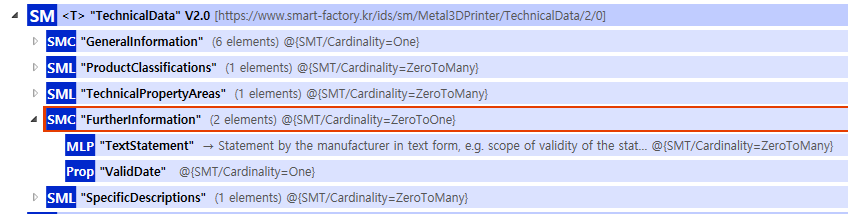 SM <T> "TechnicalData" V2.0 [https://www.smart-factory.kr/ids/sm/Metal3DPrinter/TechnicalData/2/0]
SMC "GeneralInformation" (6 elements) @{SMT/Cardinality=One}
SML "ProductClassifications" (1 elements) @{SMT/Cardinality=ZeroToMany}
SML "TechnicalPropertyAreas" (1 elements) @{SMT/Cardinality=ZeroToMany}
SMC "FurtherInformation" (2 elements) @{SMT/Cardinality=ZeroToOne}
MLP "TextStatement" → Statement by the manufacturer in text form, e.g. scope of validity of the stat... @{SMT/Cardinality=ZeroToMany}
Prop "ValidDate" @{SMT/Cardinality=One}
SML "SpecificDescriptions" (1 elements) @{SMT/Cardinality=ZeroToMany}